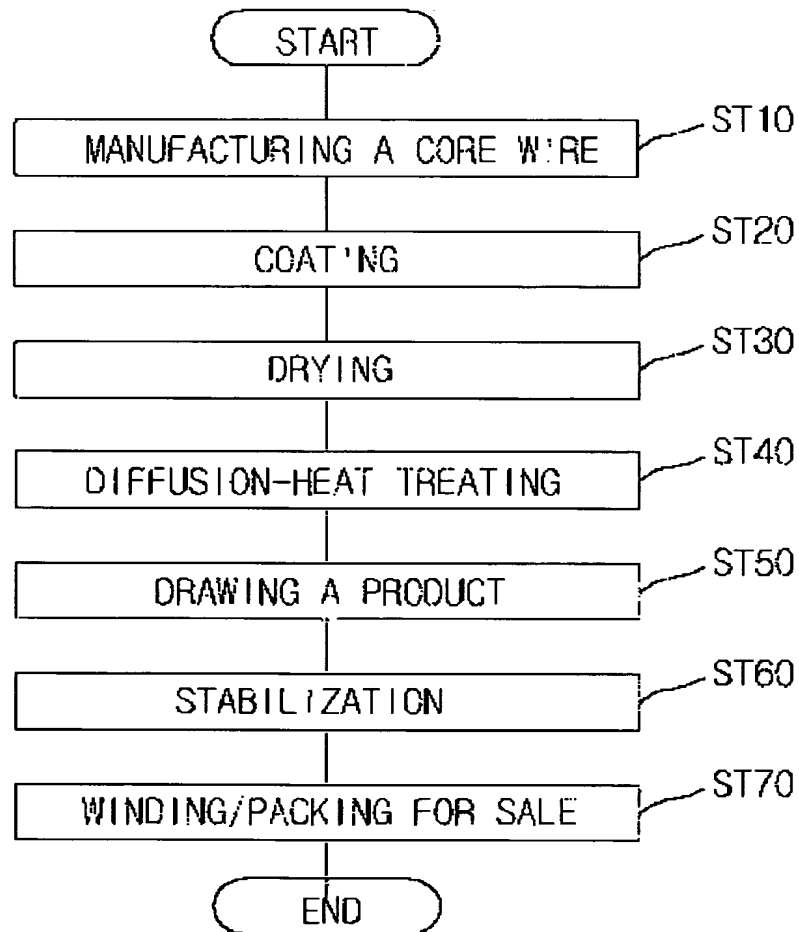 START
MANUFACTURING A CORE WIRE
ST10
COATING
ST20
DRYING
ST30
DIFFUSION-HEAT TREATING
ST40
DRAWING A PRODUCT
ST50
STABILIZATION
ST60
WINDING/PACKING FOR SALE
ST70
END